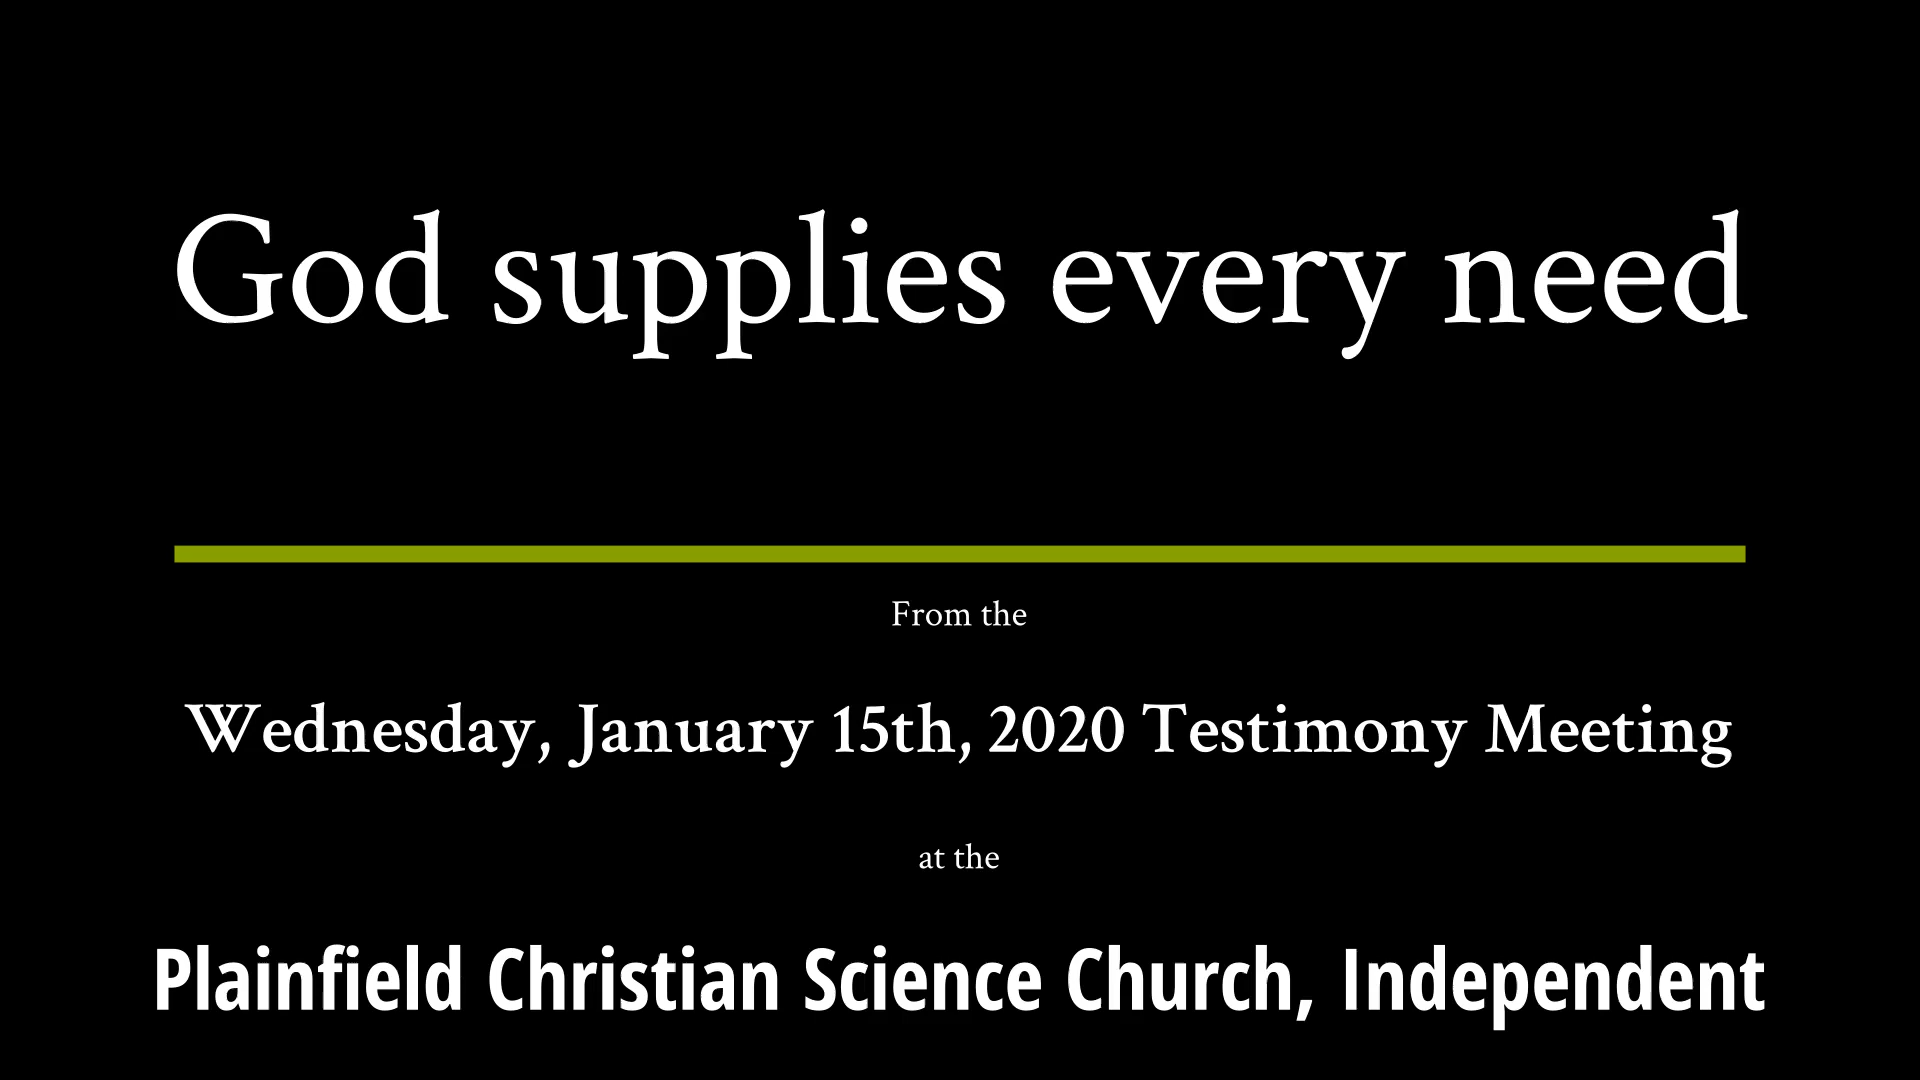 God supplies every need
From the
Wednesday, January 15th, 2020 Testimony Meeting
at the
Plainfield Christian Science Church, Independent